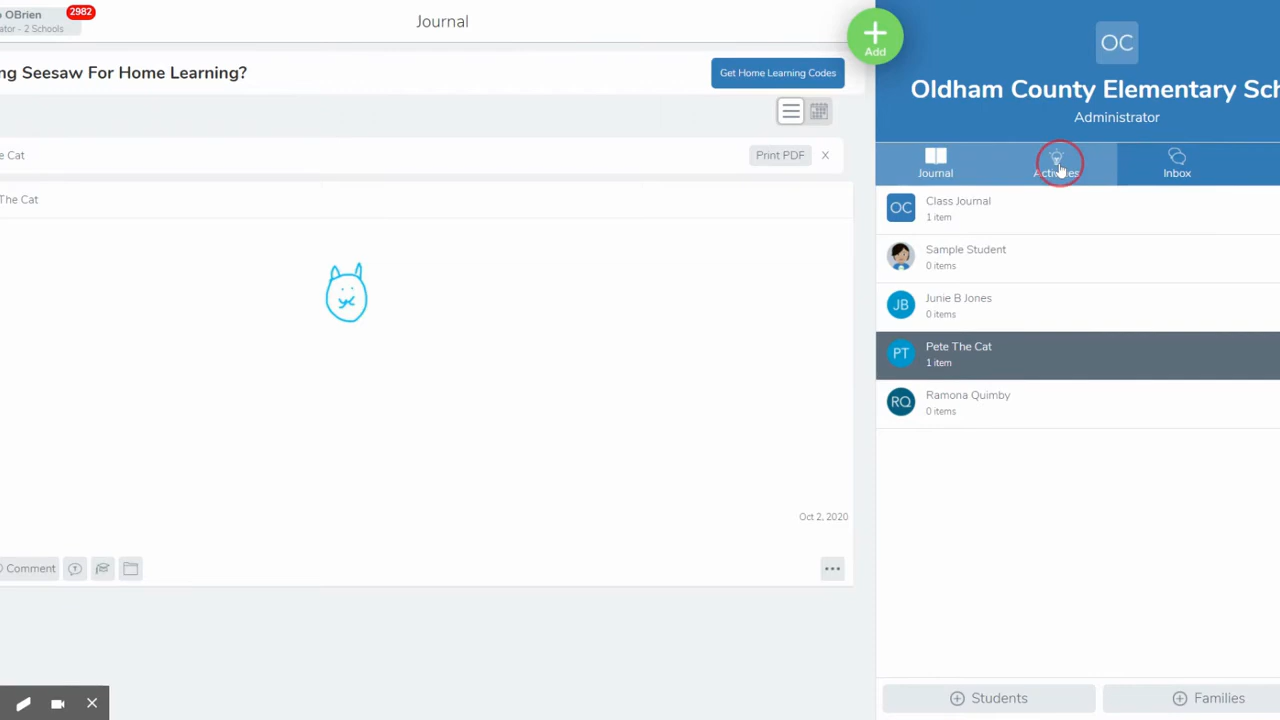 OBrien
2982
ator - 2 Schools
Journal
Add
OC
Oldham County Elementary Sch
Administrator
ng Seesaw For Home Learning?
Get Home Learning Codes
e Cat
Print PDF
X
Journal
Activities
Inbox
The Cat
OC
Class Journal
1 item
Sample Student
0 items
JB
Junie B Jones
0 items
PT
Pete The Cat
1 item
RQ
Ramona Quimby
0 items
Oct 2, 2020
Comment
Students
Families